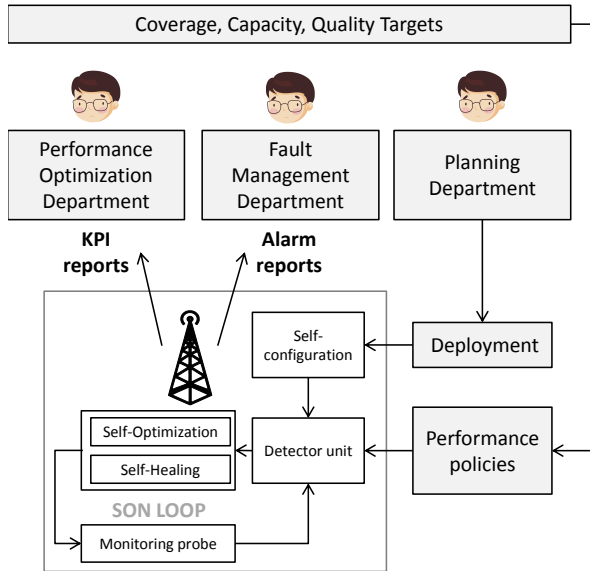 Coverage, Capacity, Quality Targets
Performance
Optimization
Department
Fault
Management
Department
Planning
Department
KPI
reports
Alarm
reports
Self-
configuration
Deployment
Self-Optimization
Self-Healing
Detector unit
Performance
policies
SON LOOP
Monitoring probe